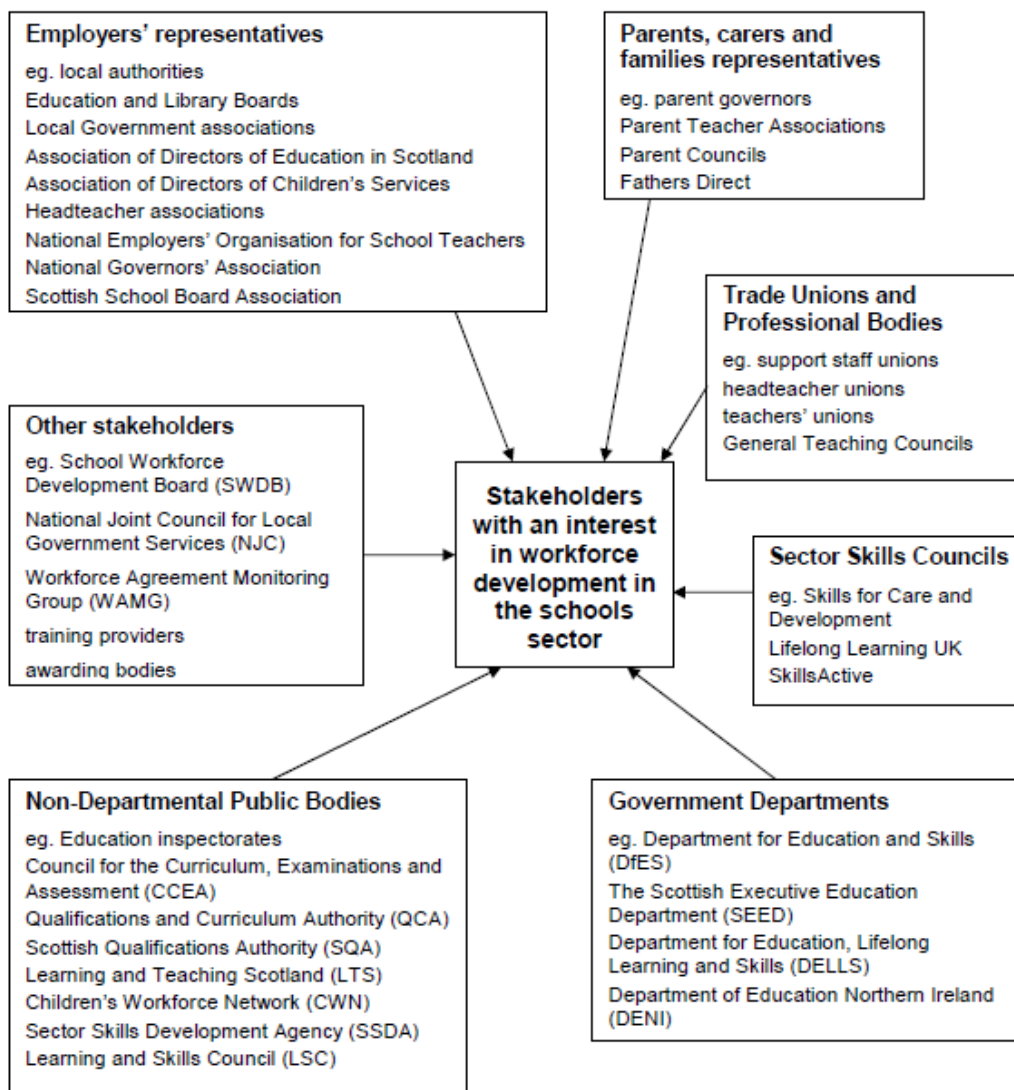 Employers' representatives
eg. local authorities
Education and Library Boards
Local Government associations
Association of Directors of Education in Scotland
Association of Directors of Children's Services
Headteacher associations
National Employers' Organisation for School Teachers
National Governors' Association
Scottish School Board Association
Parents, carers and
families representatives
eg. parent governors
Parent Teacher Associations
Parent Councils
Fathers Direct
Trade Unions and
Professional Bodies
eg. support staff unions
headteacher unions
teachers' unions
General Teaching Councils
Other stakeholders
eg. School Workforce
Development Board (SWDB)
National Joint Council for Local
Government Services (NJC)
Workforce Agreement Monitoring
Group (WAMG)
training providers
awarding bodies
Stakeholders
with an interest
in workforce
development in
the schools
sector
Sector Skills Councils
eg. Skills for Care and
Development
Lifelong Learning UK
SkillsActive
Non-Departmental Public Bodies
eg. Education inspectorates
Council for the Curriculum, Examinations and
Assessment (CCEA)
Qualifications and Curriculum Authority (QCA)
Scottish Qualifications Authority (SQA)
Learning and Teaching Scotland (LTS)
Children's Workforce Network (CWN)
Sector Skills Development Agency (SSDA)
Learning and Skills Council (LSC)
Government Departments
eg. Department for Education and Skills
(DfES)
The Scottish Executive Education
Department (SEED)
Department for Education, Lifelong
Learning and Skills (DELLS)
Department of Education Northern Ireland
(DENI)